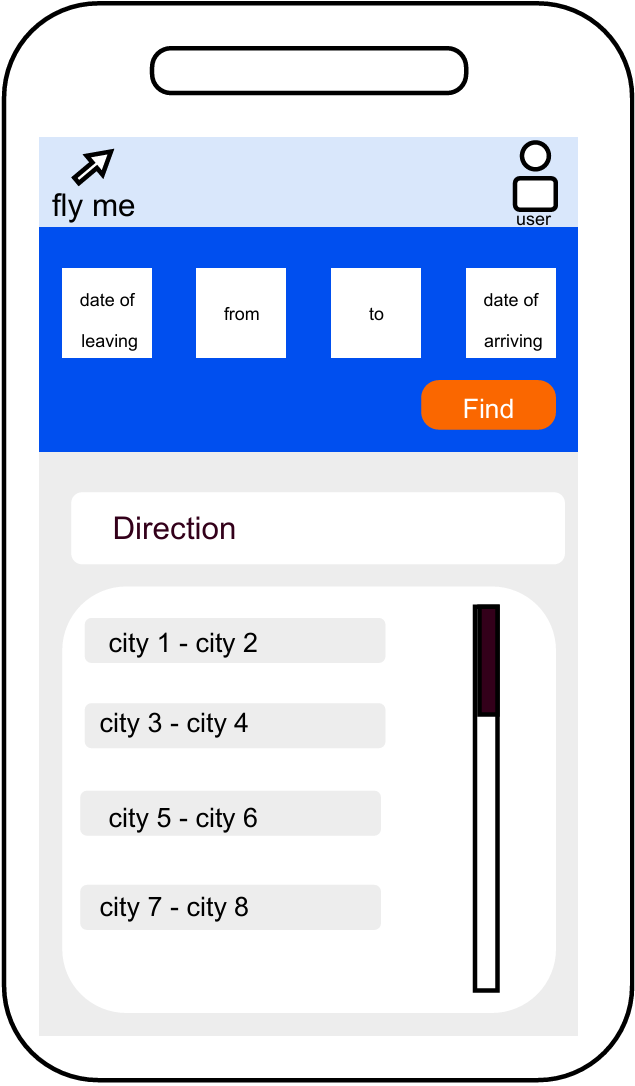 fly me
user
date of
leaving
from
to
date of
arriving
Find
Direction
city 1 - city 2
city 3 - city 4
city 5 - city 6
city 7 - city 8